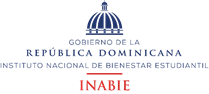 GOBIERNO DE LA
REPÚBLICA DOMINICANA
INSTITUTO NACIONAL DE BIENESTAR ESTUDIANTIL
INABIE